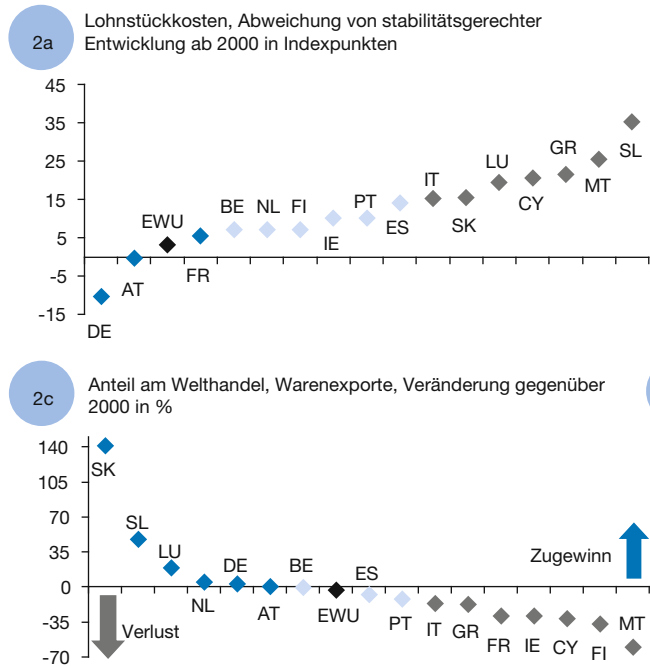 2a
Lohnstückkosten, Abweichung von stabilitätsgerechter
Entwicklung ab 2000 in Indexpunkten
45
35
25
15
5
-5
-15
DE
AT
EWU
FR
BE
NL
FI
IE
PT
ES
IT
SK
LU
CY
GR
MT
SL
2c
Anteil am Welthandel, Warenexporte, Veränderung gegenüber
2000 in %
140
105
70
35
0
-35
-70
SK
SL
LU
NL
DE
AT
BE
EWU
ES
PT
IT
GR
FR
IE
CY
FI
MT
Zugewinn
Verlust